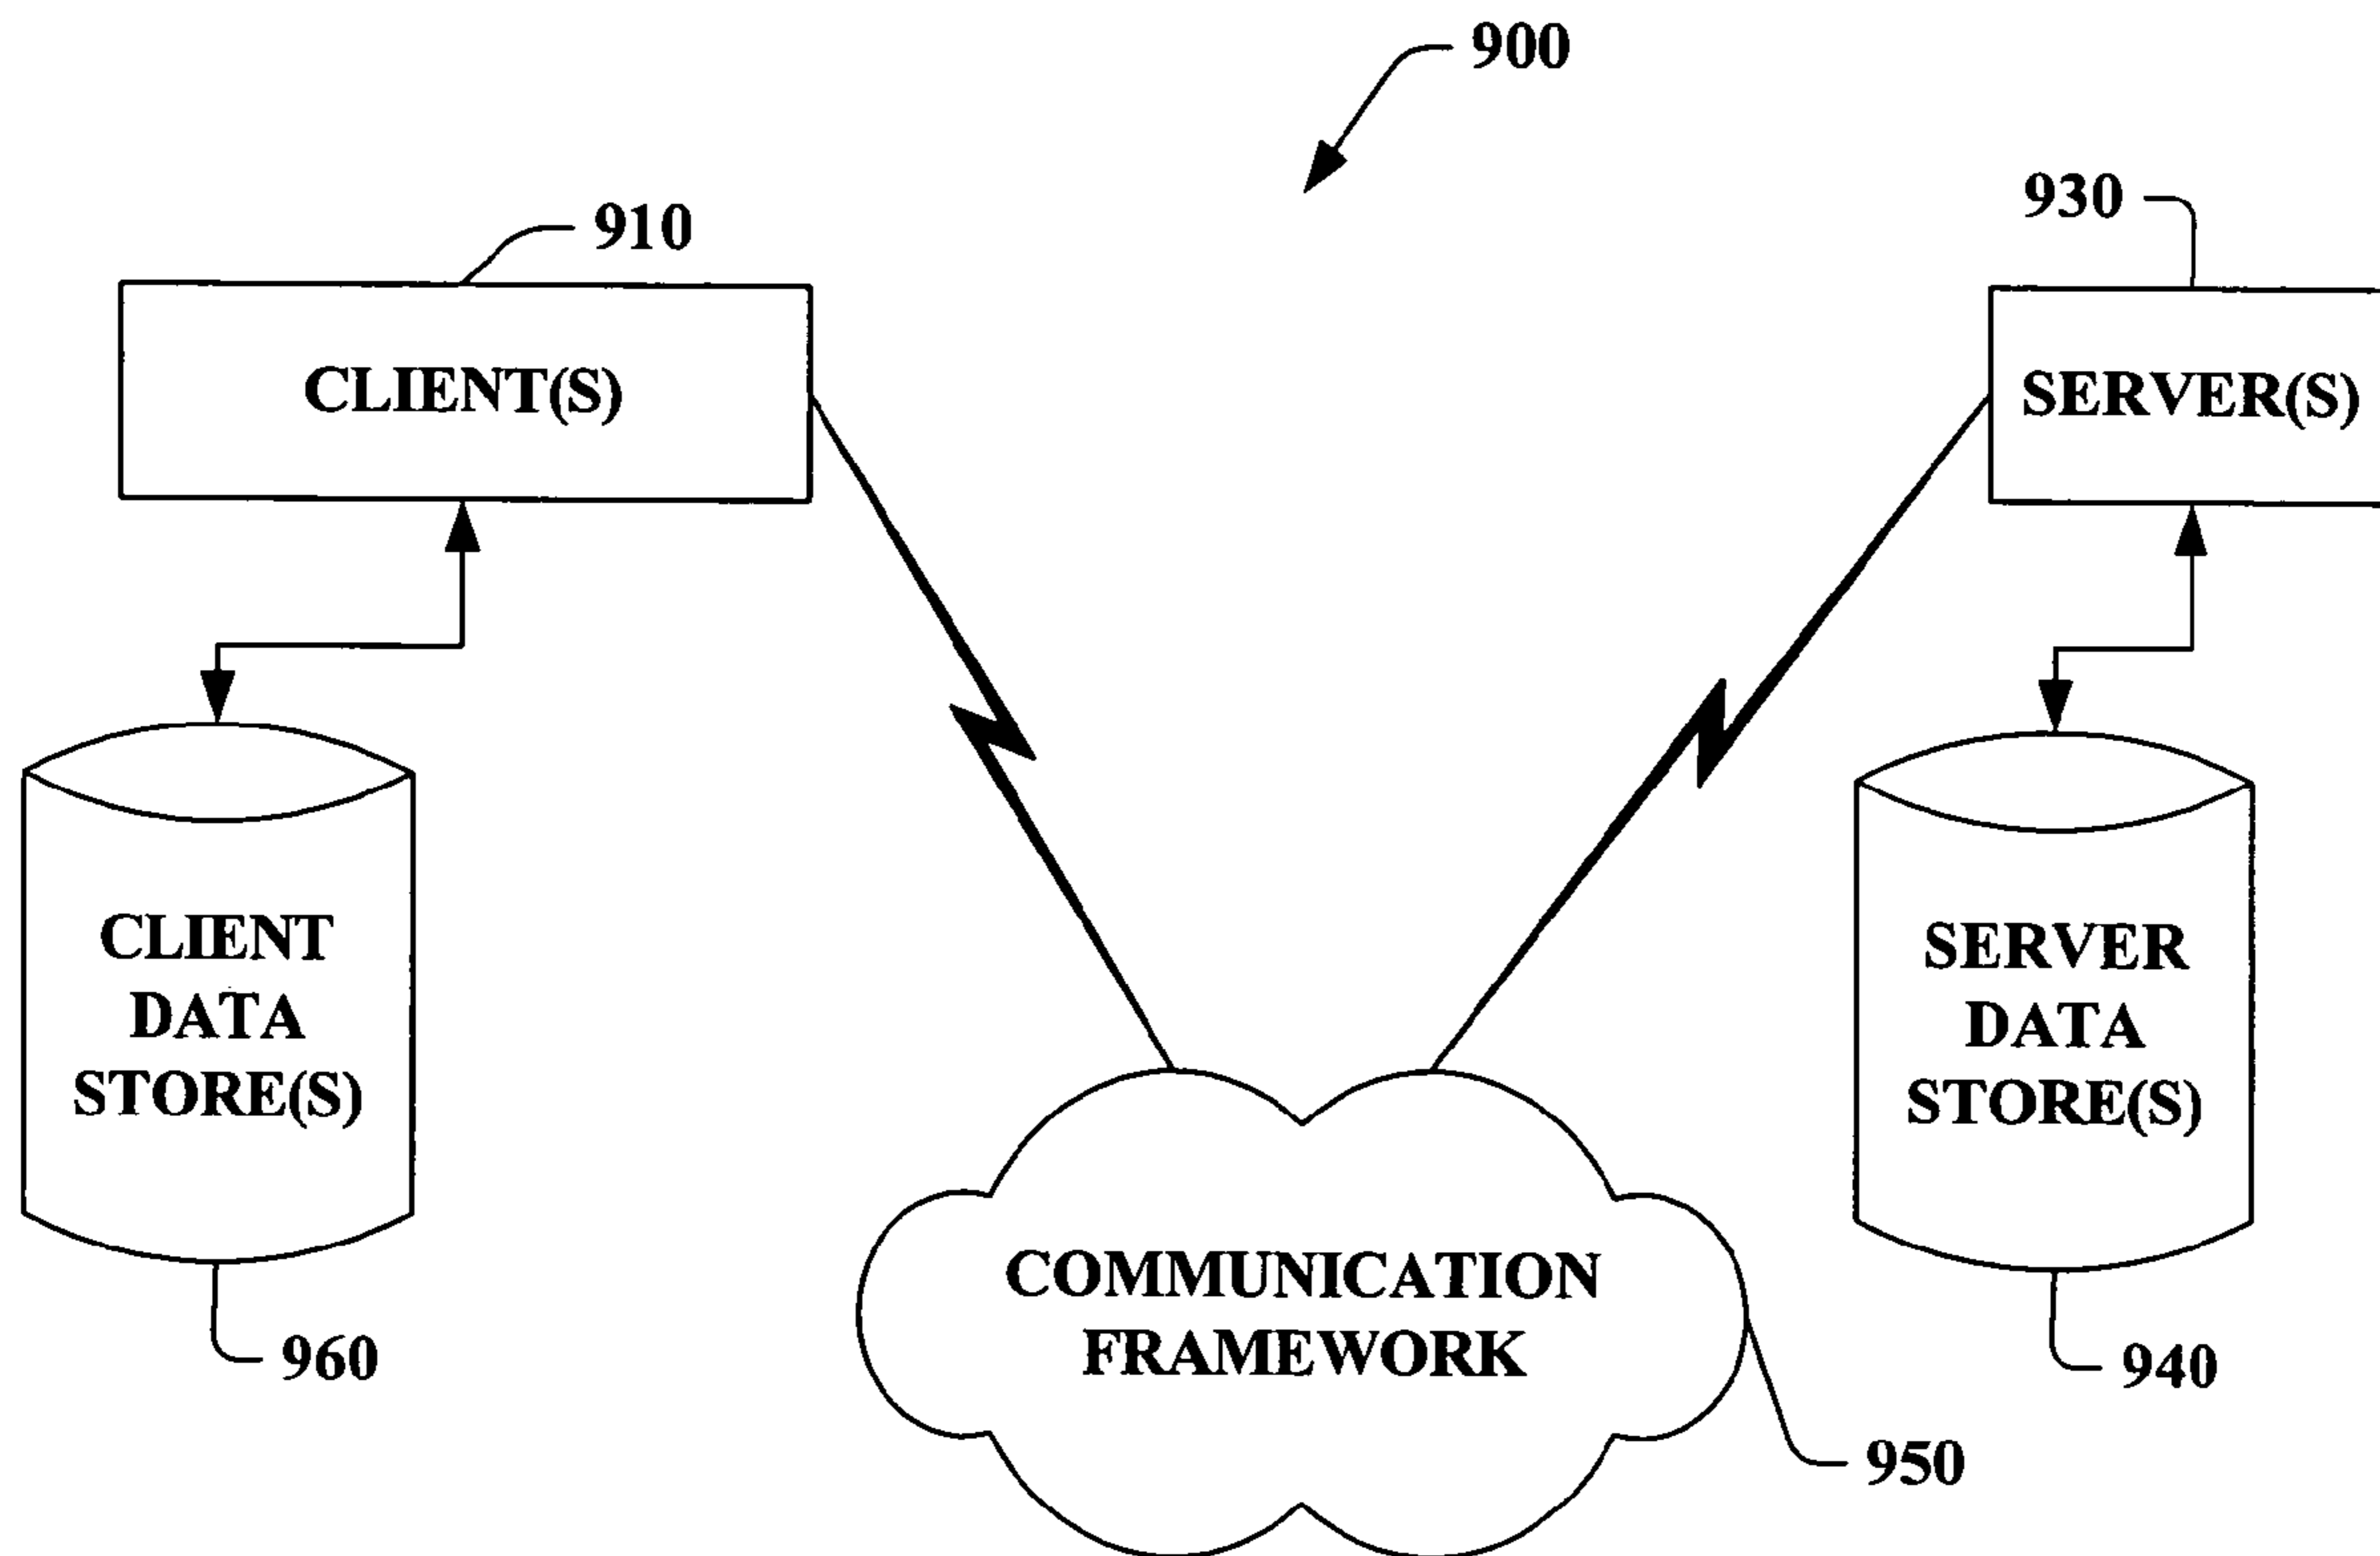 900
910
930
CLIENT(S)
SERVER(S)
CLIENT
DATA
STORE(S)
SERVER
DATA
STORE(S)
COMMUNICATION
FRAMEWORK
960
940
950